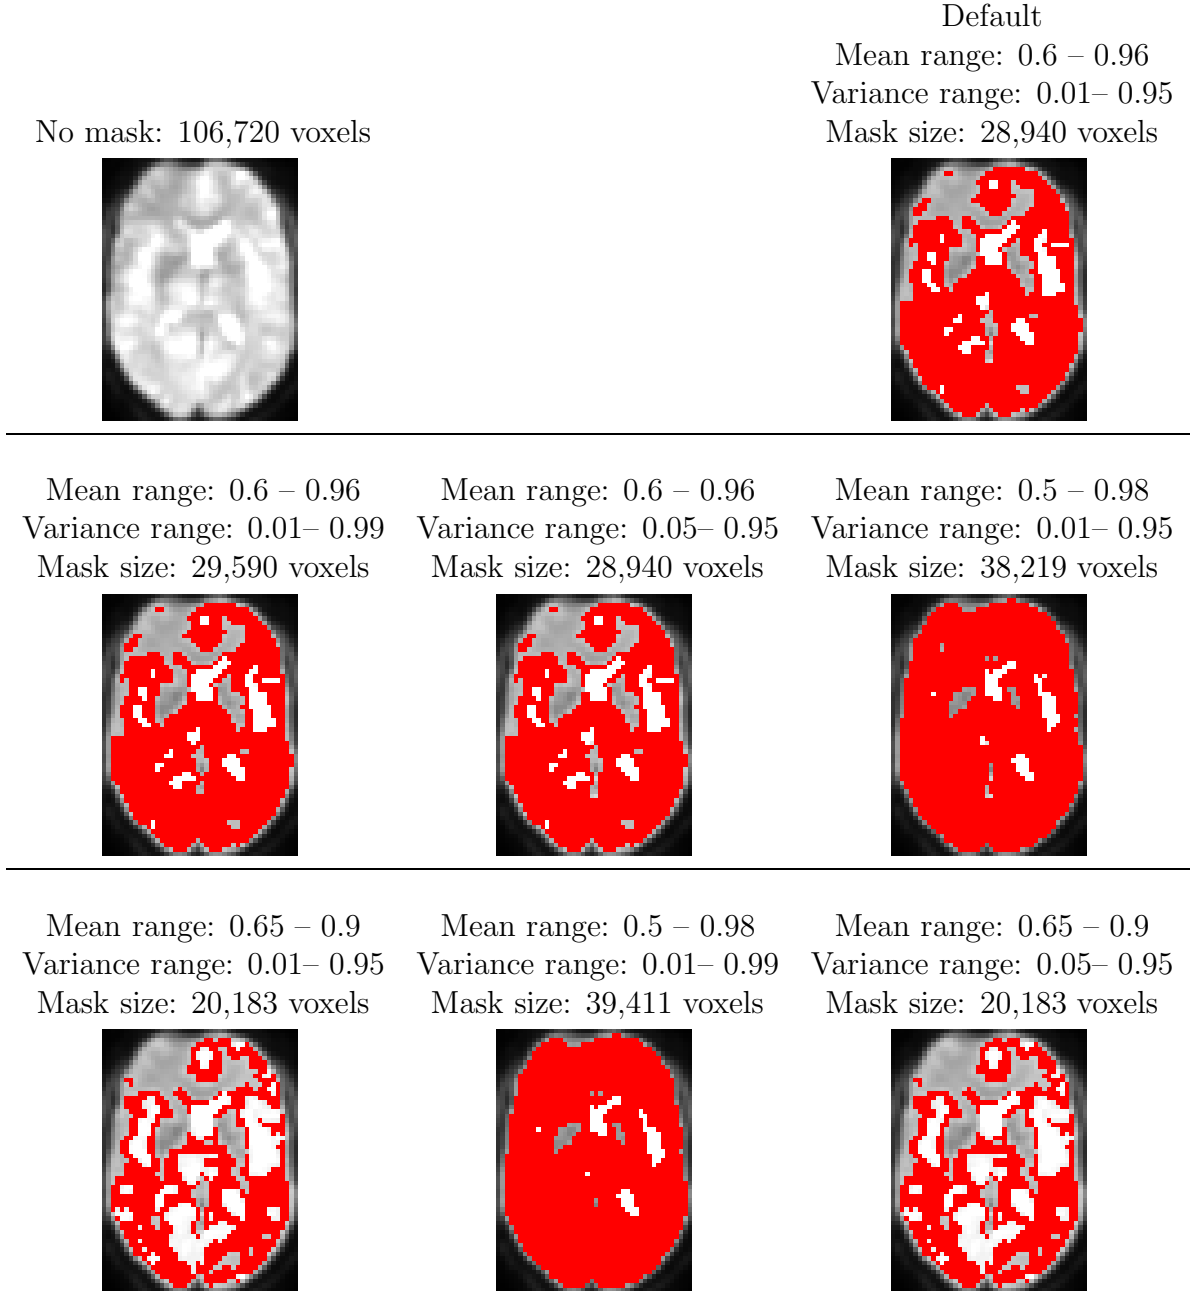 No mask: 106,720 voxels
Default
Mean range: 0.6 – 0.96
Variance range: 0.01– 0.95
Mask size: 28,940 voxels
Mean range: 0.6 – 0.96
Variance range: 0.01– 0.99
Mask size: 29,590 voxels
Mean range: 0.6 – 0.96
Variance range: 0.05– 0.95
Mask size: 28,940 voxels
Mean range: 0.5 – 0.98
Variance range: 0.01– 0.95
Mask size: 38,219 voxels
Mean range: 0.65 – 0.9
Variance range: 0.01– 0.95
Mask size: 20,183 voxels
Mean range: 0.5 – 0.98
Variance range: 0.01– 0.99
Mask size: 39,411 voxels
Mean range: 0.65 – 0.9
Variance range: 0.05– 0.95
Mask size: 20,183 voxels